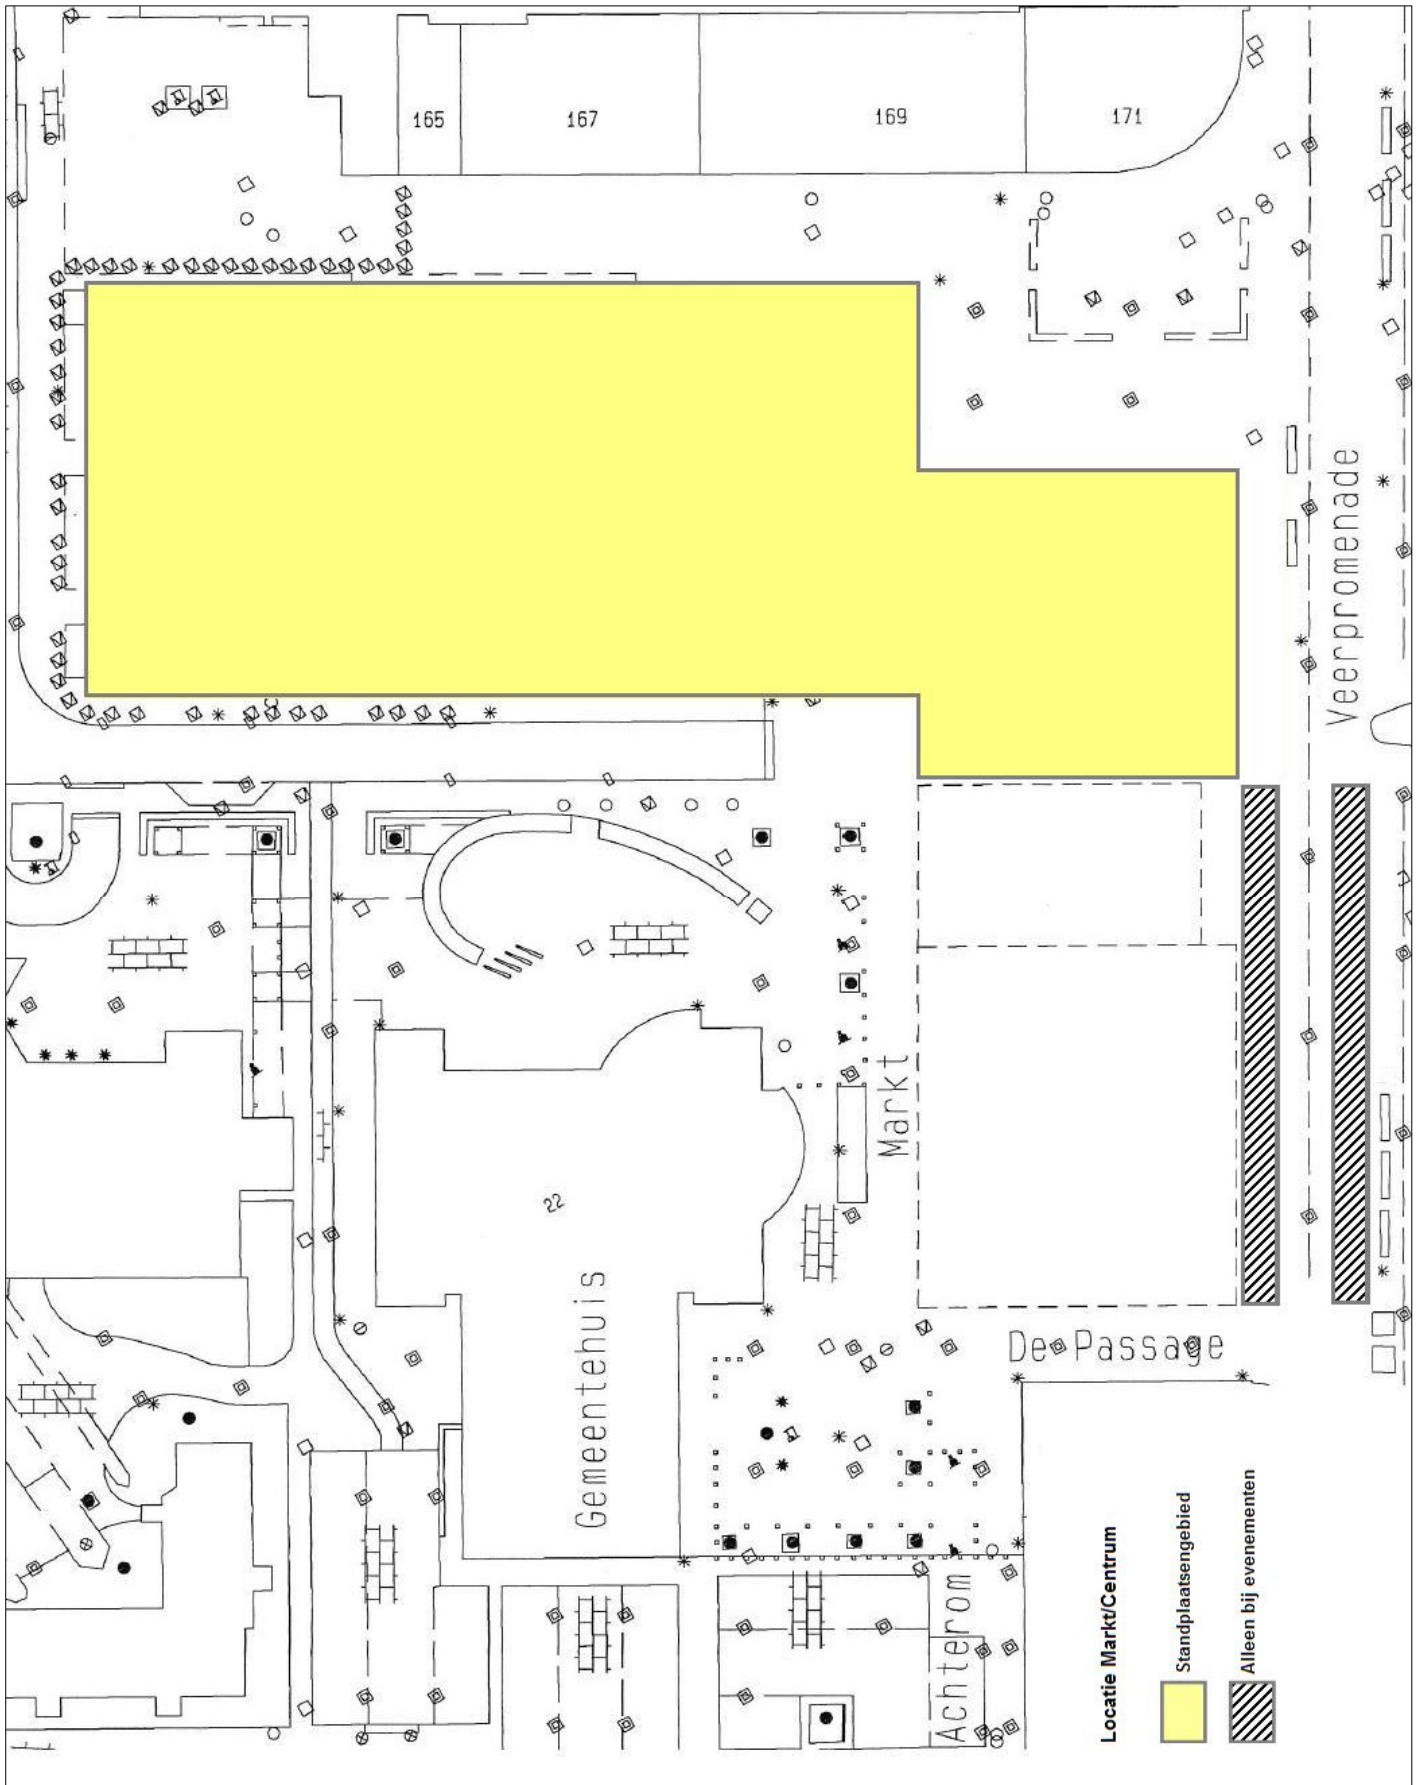 165
167
169
171
Veerpromenade
Markt
22
Gemeentehuis
De Passage
Achterom
Locatie Markt/Centrum
Standplaatsengebied
Alleen bij evenementen